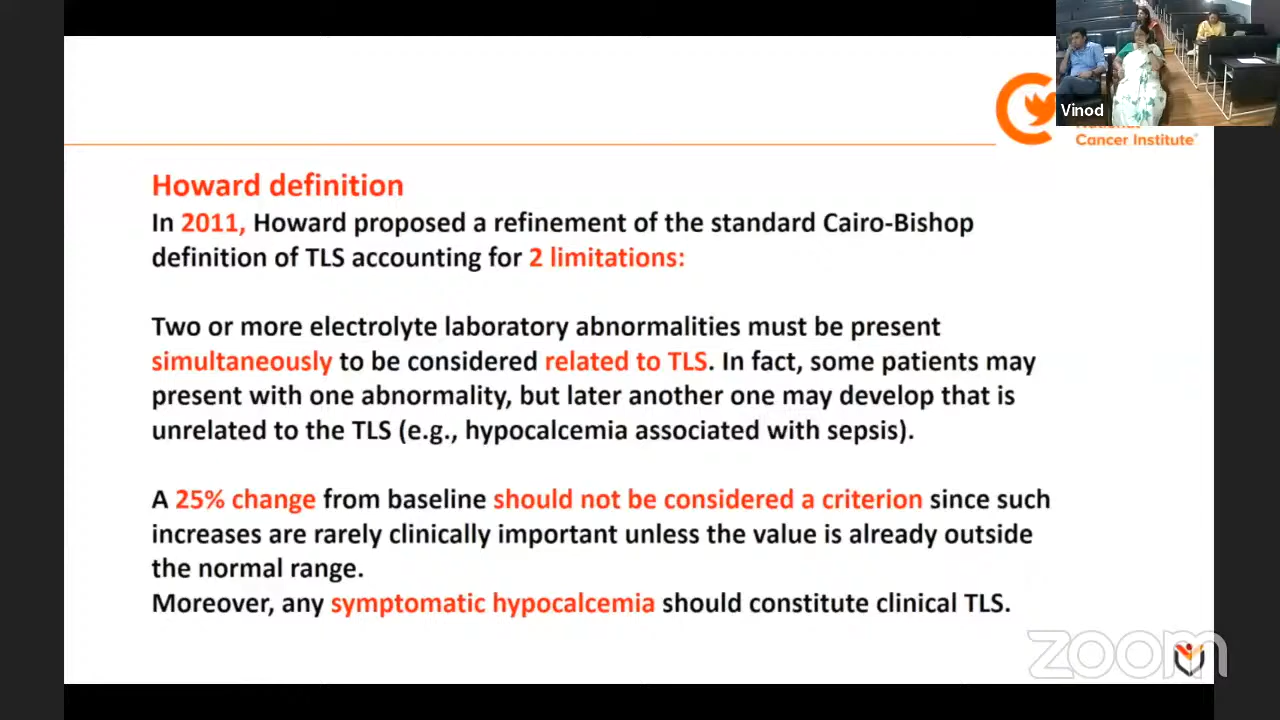 Vinod
National
Cancer Institute
Howard definition
In 2011, Howard proposed a refinement of the standard Cairo-Bishop
definition of TLS accounting for 2 limitations:
Two or more electrolyte laboratory abnormalities must be present
simultaneously to be considered related to TLS. In fact, some patients may
present with one abnormality, but later another one may develop that is
unrelated to the TLS (e.g., hypocalcemia associated with sepsis).
A 25% change from baseline should not be considered a criterion since such
increases are rarely clinically important unless the value is already outside
the normal range.
Moreover, any symptomatic hypocalcemia should constitute clinical TLS.
zoom